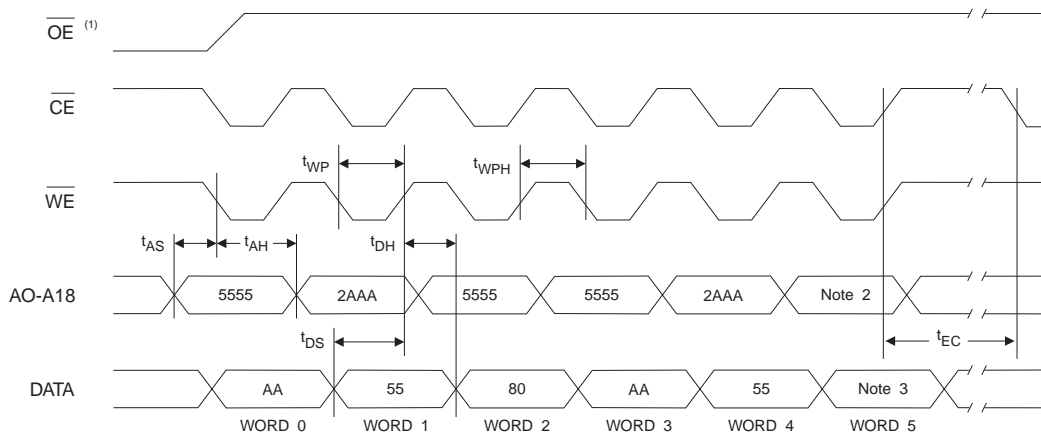 OE (1)
CE
tWP
tWPH
WE
tAS
tAH
tDH
AO-A18
5555
2AAA
5555
5555
2AAA
Note 2
tDS
tEC
DATA
AA
55
80
AA
55
Note 3
WORD 0
WORD 1
WORD 2
WORD 3
WORD 4
WORD 5